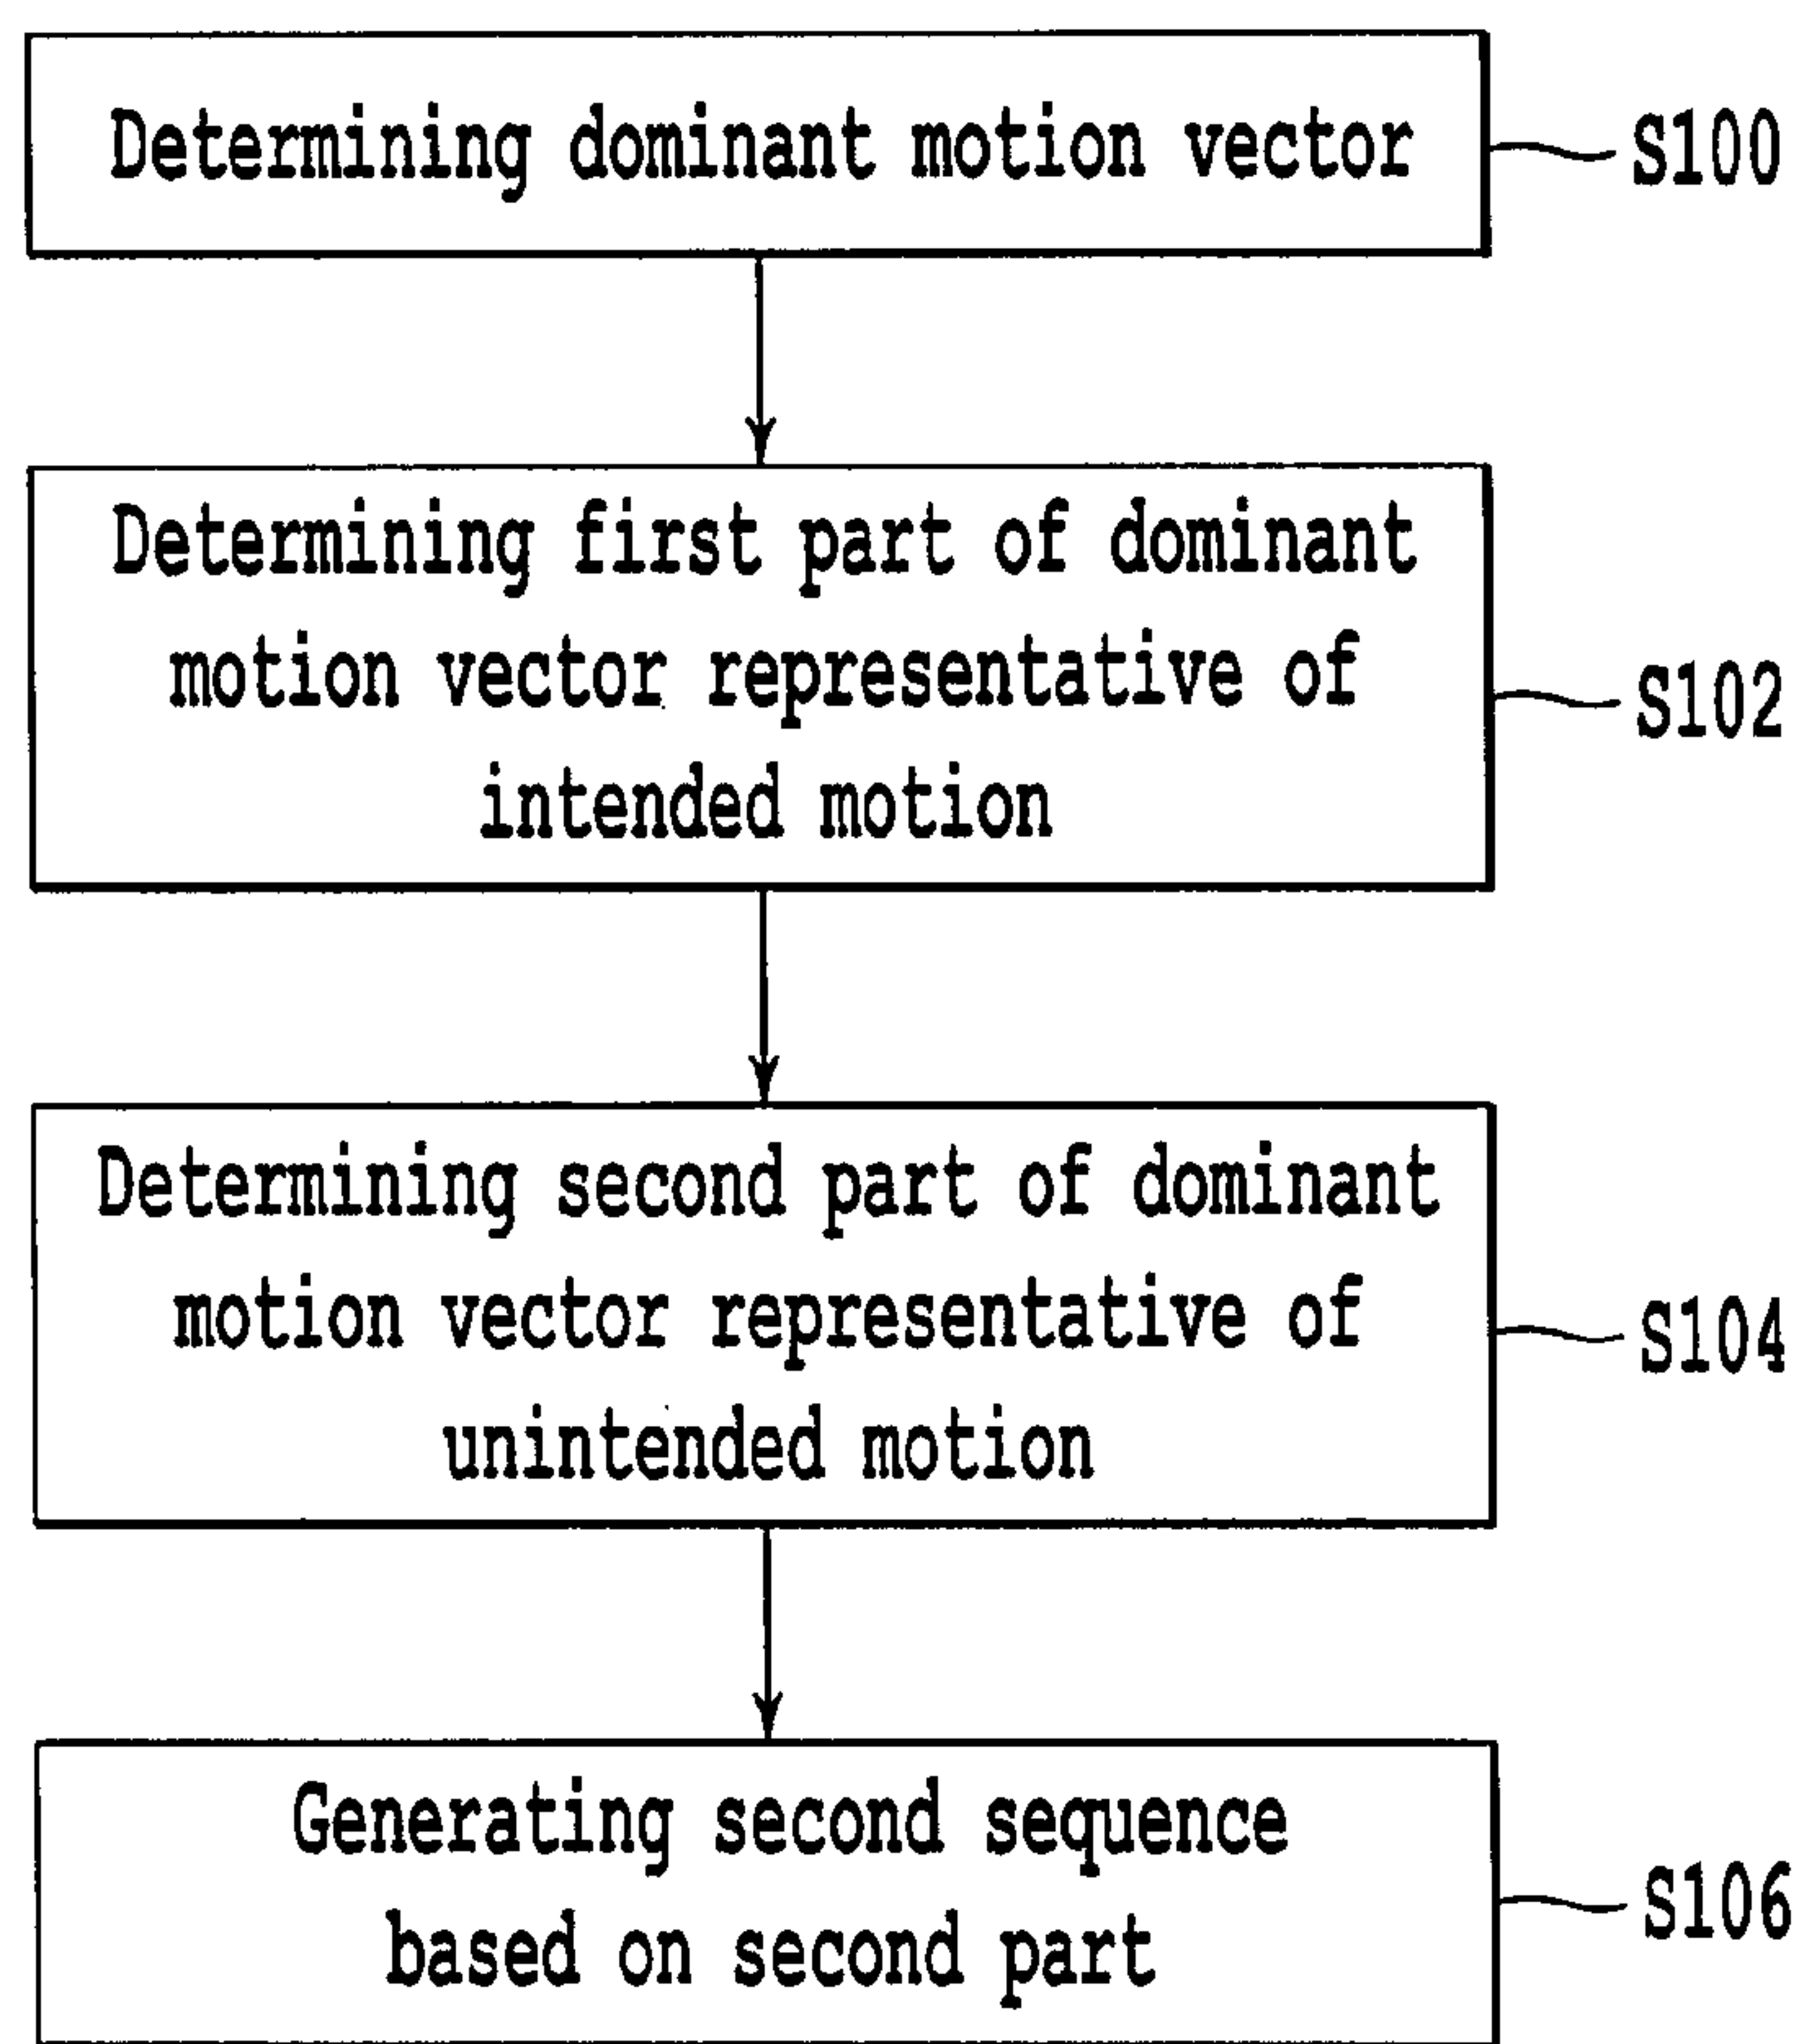 Determining dominant motion vector
S100
Determining first part of dominant
motion vector representative of
intended motion
S102
Determining second part of dominant
motion vector representative of
unintended motion
S104
Generating second sequence
based on second part
S106